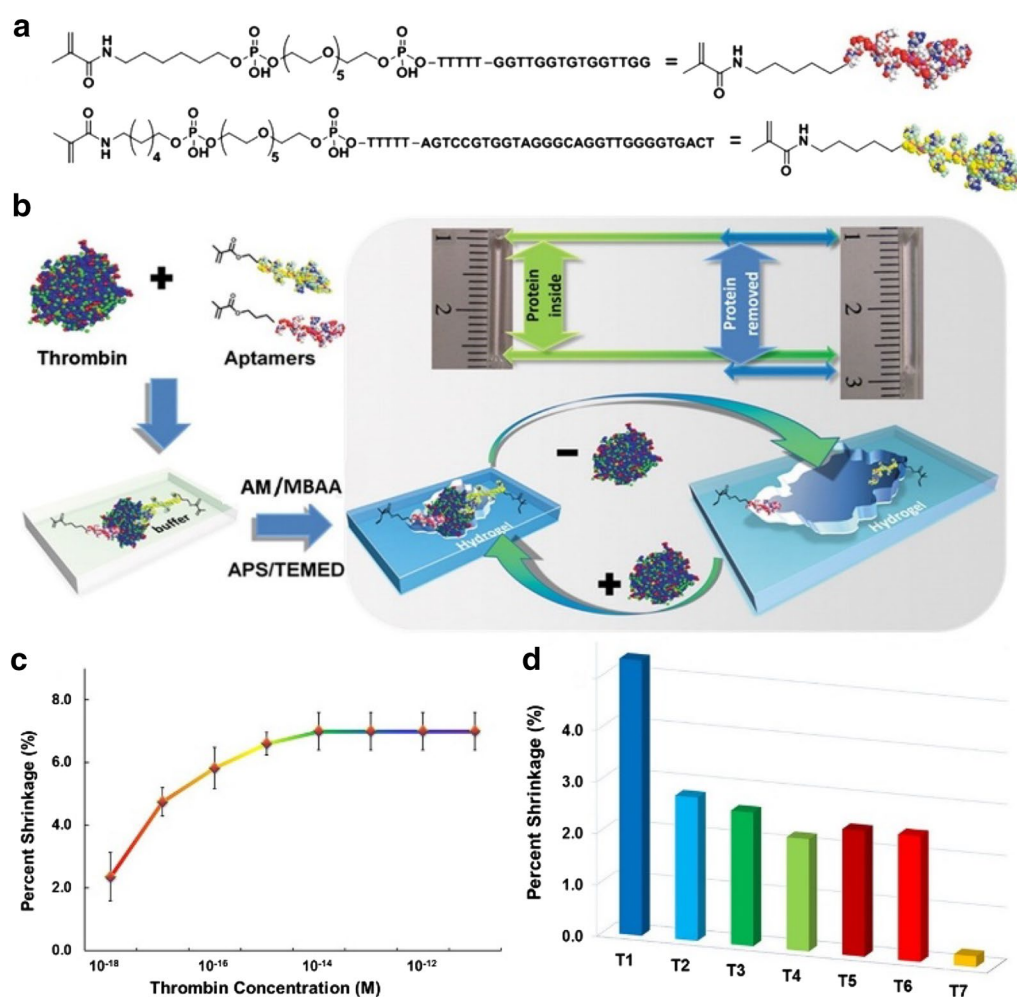 a
O
N
H
O
O
P
OH
O
O
5
O
O
P
OH
O–TTTTT–GGTTGGTGTGGTTGG
=
H
N
O
O
N
H
4
O
O
P
OH
O
O
5
O
O
P
OH
O–TTTTT–AGTCCGTGGTAGGGCAGGTTGGGGTGACT
=
H
N
O
b
Thrombin
+
Aptamers
1
2
Protein
inside
Protein
removed
1
2
3
buffer
AM/MBAA
APS/TEMED
Hydrogel
–
+
Hydrogel
c
Percent Shrinkage (%)
8.0
6.0
4.0
2.0
0.0
10-18
10-16
10-14
10-12
Thrombin Concentration (M)
d
Percent Shrinkage (%)
4.0
3.0
2.0
1.0
0.0
T1
T2
T3
T4
T5
T6
T7